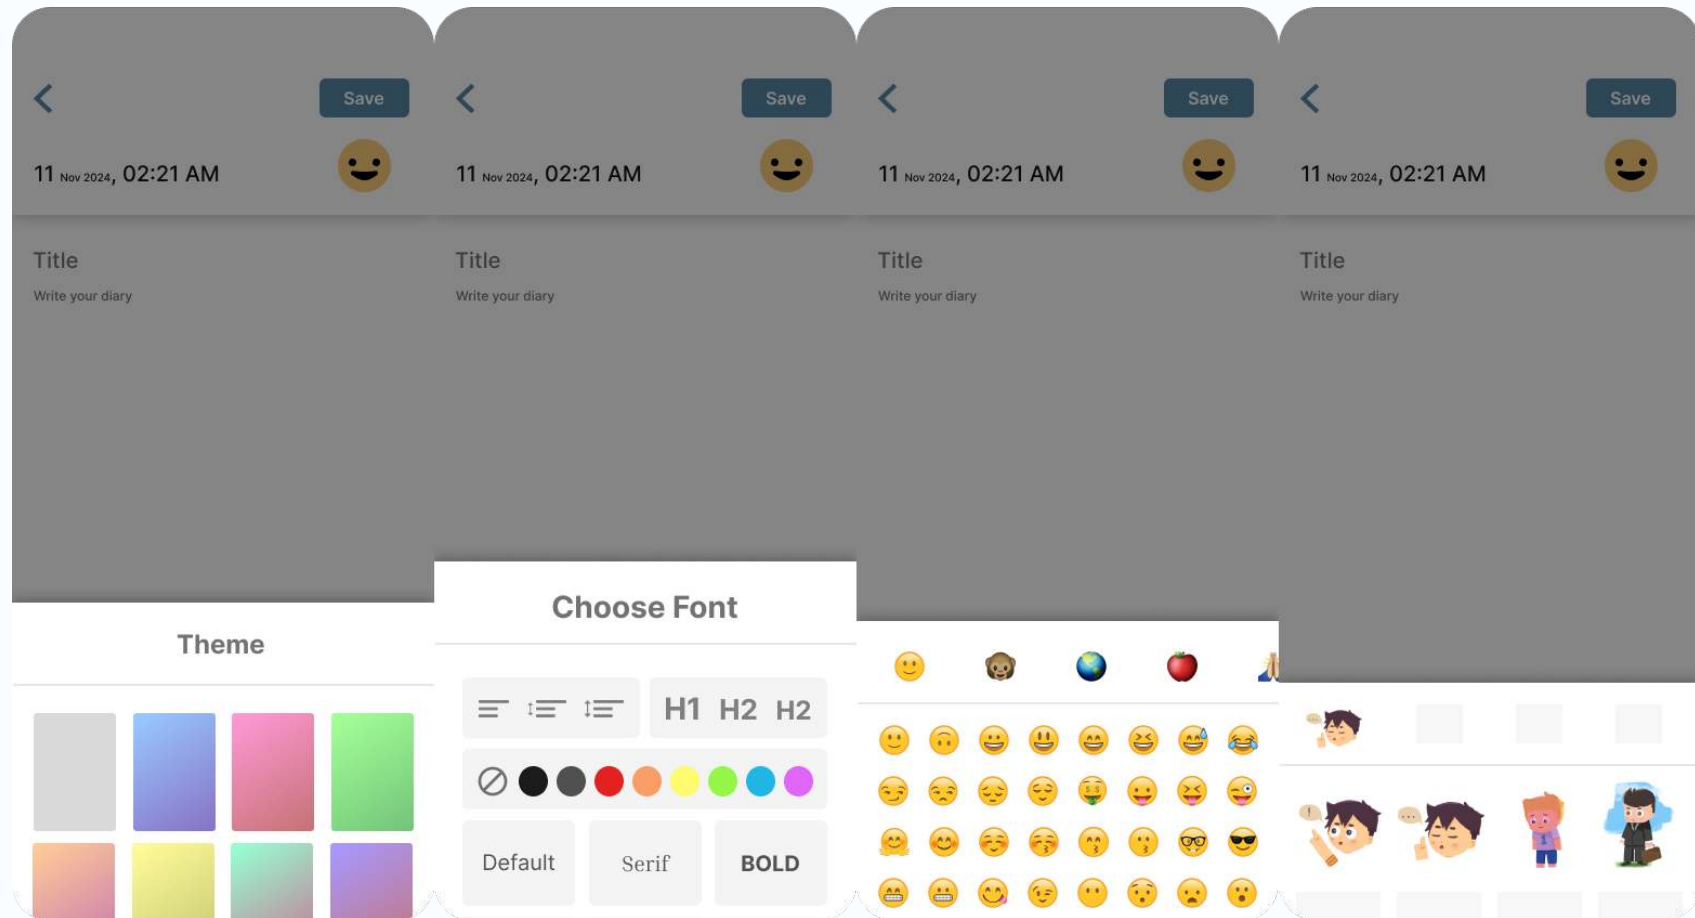 Save
11 Nov 2024, 02:21 AM
Title
Write your diary
Theme
Save
11 Nov 2024, 02:21 AM
Title
Write your diary
Choose Font
H1 H2 H2
Default Serif BOLD
Save
11 Nov 2024, 02:21 AM
Title
Write your diary
Save
11 Nov 2024, 02:21 AM
Title
Write your diary